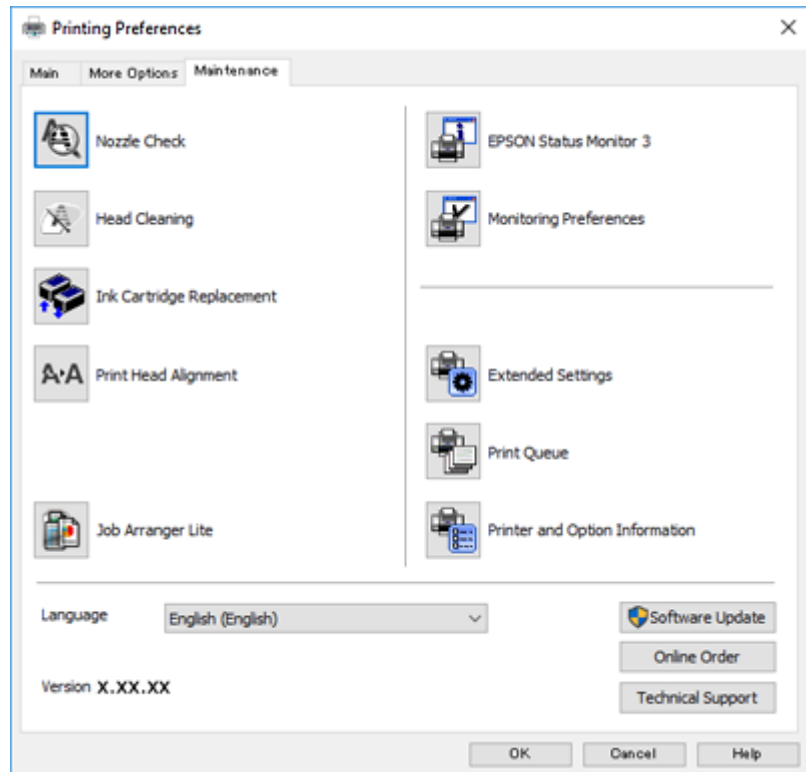 Printing Preferences
Main More Options Maintenance
Nozzle Check
Head Cleaning
Ink Cartridge Replacement
A·A Print Head Alignment
Job Arranger Lite
EPSON Status Monitor 3
Monitoring Preferences
Extended Settings
Print Queue
Printer and Option Information
Language English (English)
Version X.XX.XX
Software Update
Online Order
Technical Support
OK Cancel Help